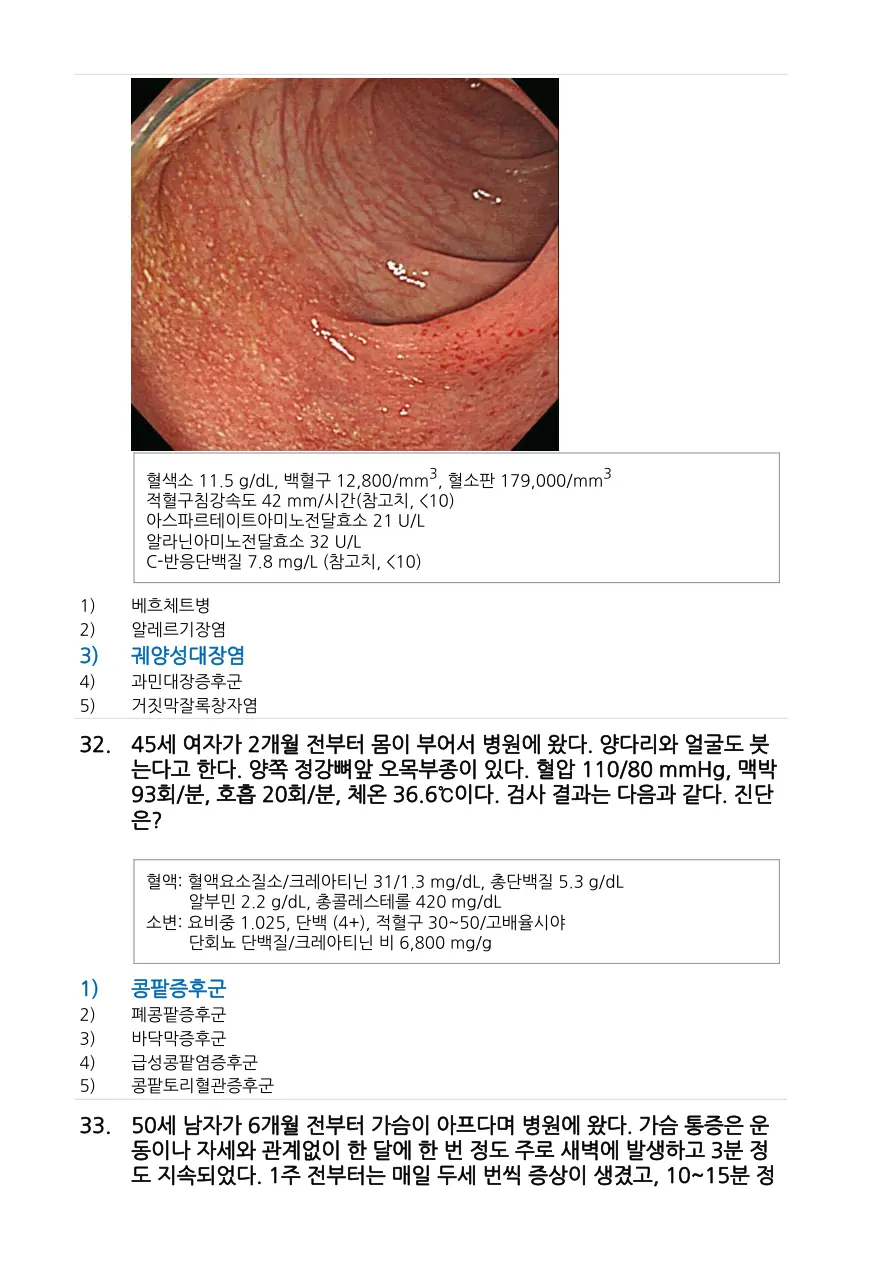 혈색소 11.5 g/dL, 백혈구 12,800/mm3, 혈소판 179,000/mm3
적혈구침강속도 42 mm/시간(참고치, <10)
아스파르테이트아미노전달효소 21 U/L
알라닌아미노전달효소 32 U/L
C-반응단백질 7.8 mg/L (참고치, <10)
1) 베흐체트병
2) 알레르기장염
3) 궤양성대장염
4) 과민대장증후군
5) 거짓막잘록창자염
32. 45세 여자가 2개월 전부터 몸이 부어서 병원에 왔다. 양다리와 얼굴도 붓
는다고 한다. 양쪽 정강뼈앞 오목부종이 있다. 혈압 110/80 mmHg, 맥박
93회/분, 호흡 20회/분, 체온 36.6℃이다. 검사 결과는 다음과 같다. 진단
은?
혈액: 혈액요소질소/크레아티닌 31/1.3 mg/dL, 총단백질 5.3 g/dL
알부민 2.2 g/dL, 총콜레스테롤 420 mg/dL
소변: 요비중 1.025, 단백 (4+), 적혈구 30~50/고배율시야
단회뇨 단백질/크레아티닌 비 6,800 mg/g
1) 콩팥증후군
2) 폐콩팥증후군
3) 바닥막증후군
4) 급성콩팥염증후군
5) 콩팥토리혈관증후군
33. 50세 남자가 6개월 전부터 가슴이 아프다며 병원에 왔다. 가슴 통증은 운
동이나 자세와 관계없이 한 달에 한 번 정도 주로 새벽에 발생하고 3분 정
도 지속되었다. 1주 전부터는 매일 두세 번씩 증상이 생겼고, 10~15분 정